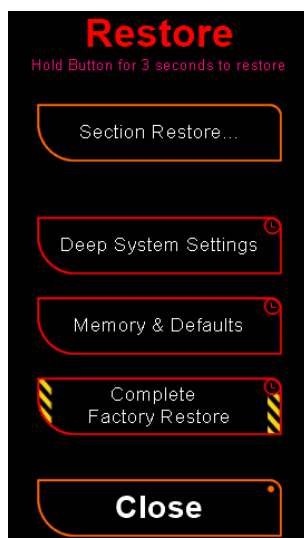 Restore
Hold Button for 3 seconds to restore
Section Restore...
Deep System Settings
Memory & Defaults
Complete
Factory Restore
Close